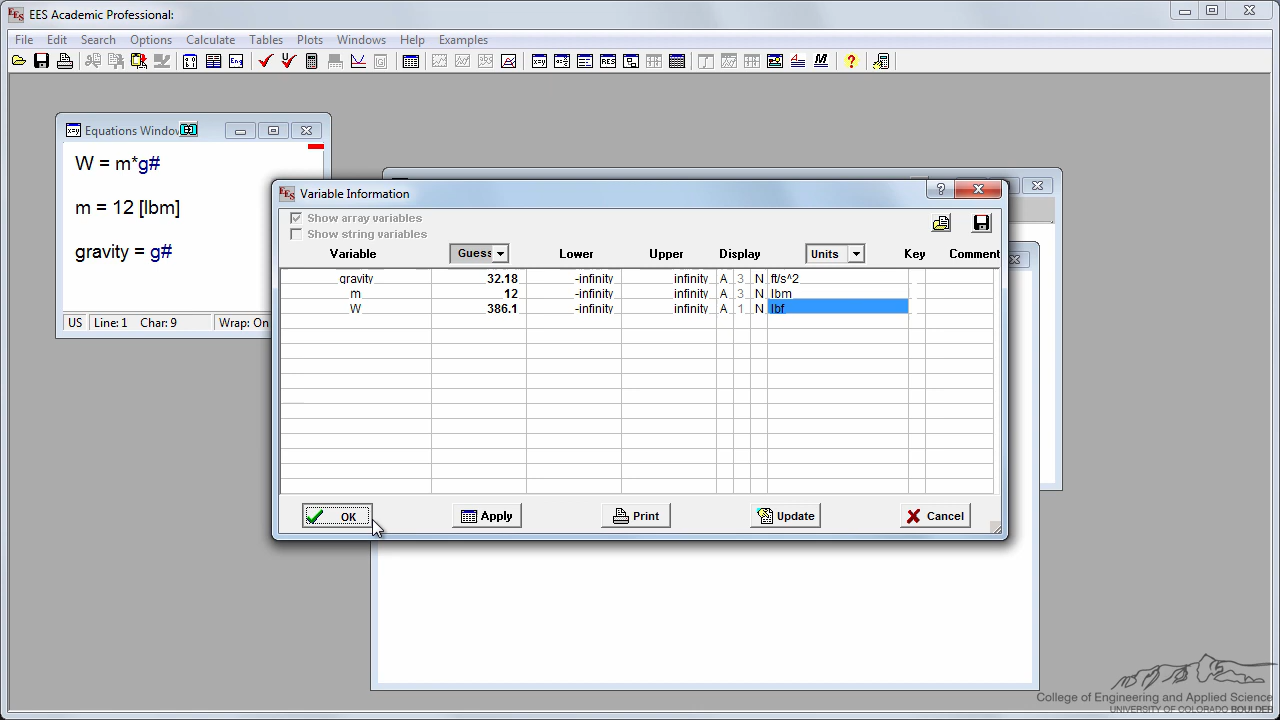 EES Academic Professional:
File Edit Search Options Calculate Tables Plots Windows Help Examples
Equations Window
W = m*g#
m = 12 [lbm]
gravity = g#
US Line: 1 Char: 9 Wrap: On
Variable Information
Show array variables
Show string variables
Variable Guess Lower Upper Display Units Key Comment
gravity 32.18 -infinity infinity A 3 N ft/s^2
m 12 -infinity infinity A 3 N lbm
W 386.1 -infinity infinity A 1 N lbf
OK Apply Print Update Cancel
College of Engineering and Applied Science
UNIVERSITY OF COLORADO BOULDER